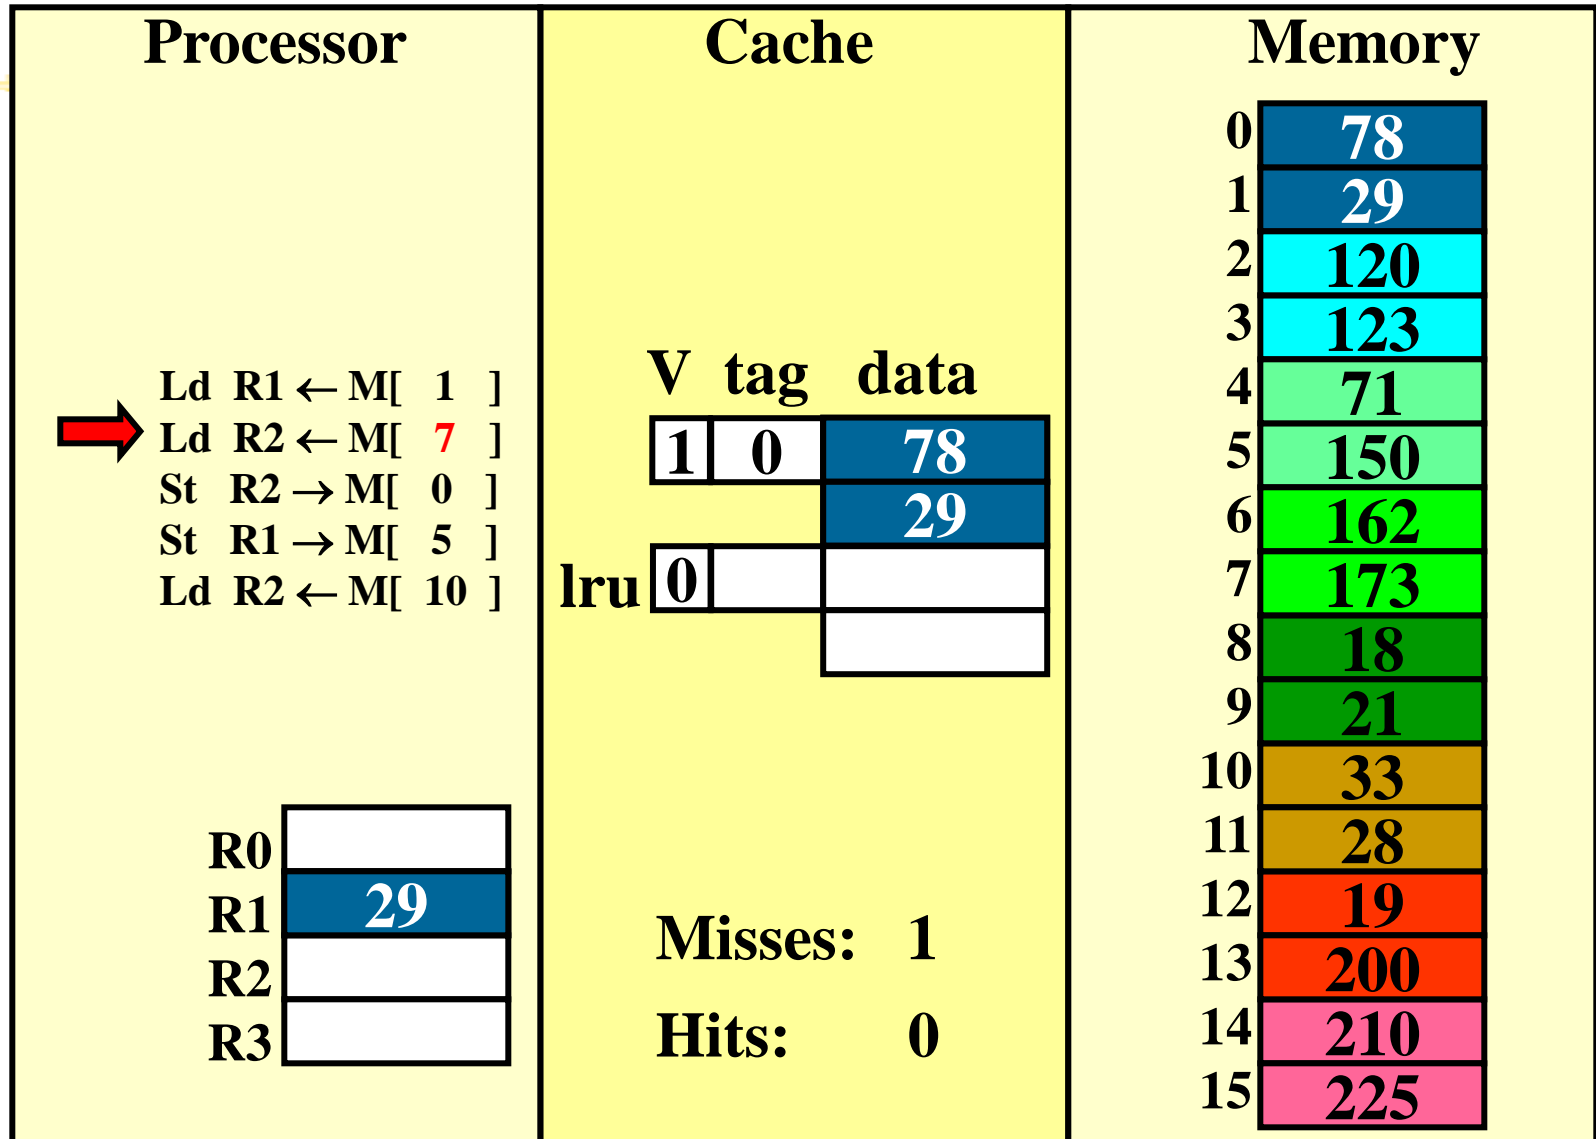 Processor
Ld R1 ← M[ 1 ]
Ld R2 ← M[ 7 ]
St R2 → M[ 0 ]
St R1 → M[ 5 ]
Ld R2 ← M[ 10 ]
R0
R1 29
R2
R3
Cache
V tag data
1 0 78
29
lru 0
Misses: 1
Hits: 0
Memory
0 78
1 29
2 120
3 123
4 71
5 150
6 162
7 173
8 18
9 21
10 33
11 28
12 19
13 200
14 210
15 225